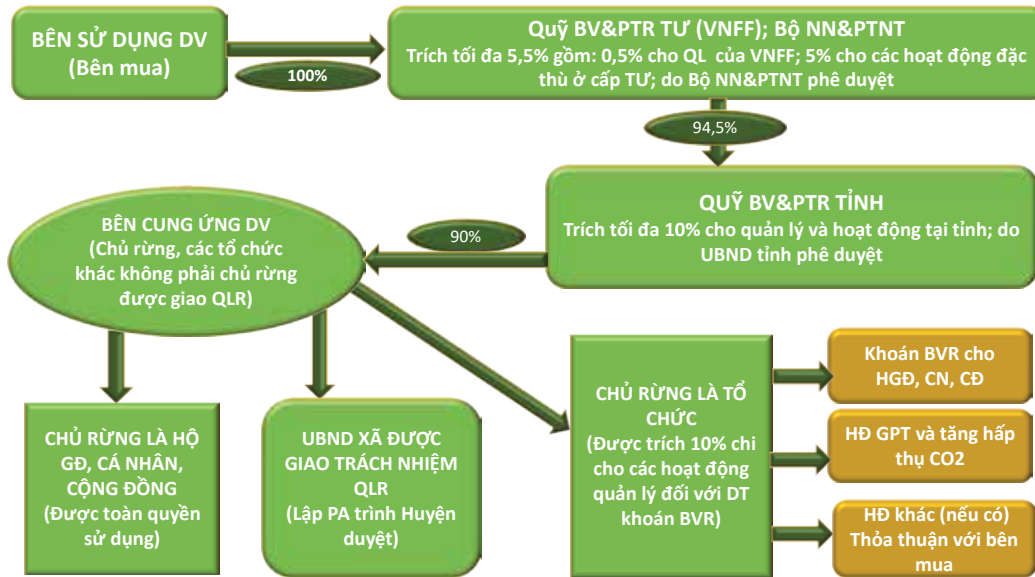 BÊN SỬ DỤNG DV
(Bên mua)
100%
Quỹ BV&PTR TƯ (VNFF); Bộ NN&PTNT
Trích tối đa 5,5% gồm: 0,5% cho QL của VNFF; 5% cho các hoạt động đặc
thù ở cấp TƯ; do Bộ NN&PTNT phê duyệt
94,5%
QUỸ BV&PTR TỈNH
Trích tối đa 10% cho quản lý và hoạt động tại tỉnh; do
UBND tỉnh phê duyệt
90%
BÊN CUNG ỨNG DV
(Chủ rừng, các tổ chức
khác không phải chủ rừng
được giao QLR)
CHỦ RỪNG LÀ HỘ
GĐ, CÁ NHÂN,
CỘNG ĐỒNG
(Được toàn quyền
sử dụng)
UBND XÃ ĐƯỢC
GIAO TRÁCH NHIỆM
QLR
(Lập PA trình Huyện
duyệt)
CHỦ RỪNG LÀ TỔ
CHỨC
(Được trích 10% chi
cho các hoạt động
quản lý đối với DT
khoán BVR)
Khoán BVR cho
HGĐ, CN, CĐ
HĐ GPT và tăng hấp
thụ CO2
HĐ khác (nếu có)
Thỏa thuận với bên
mua